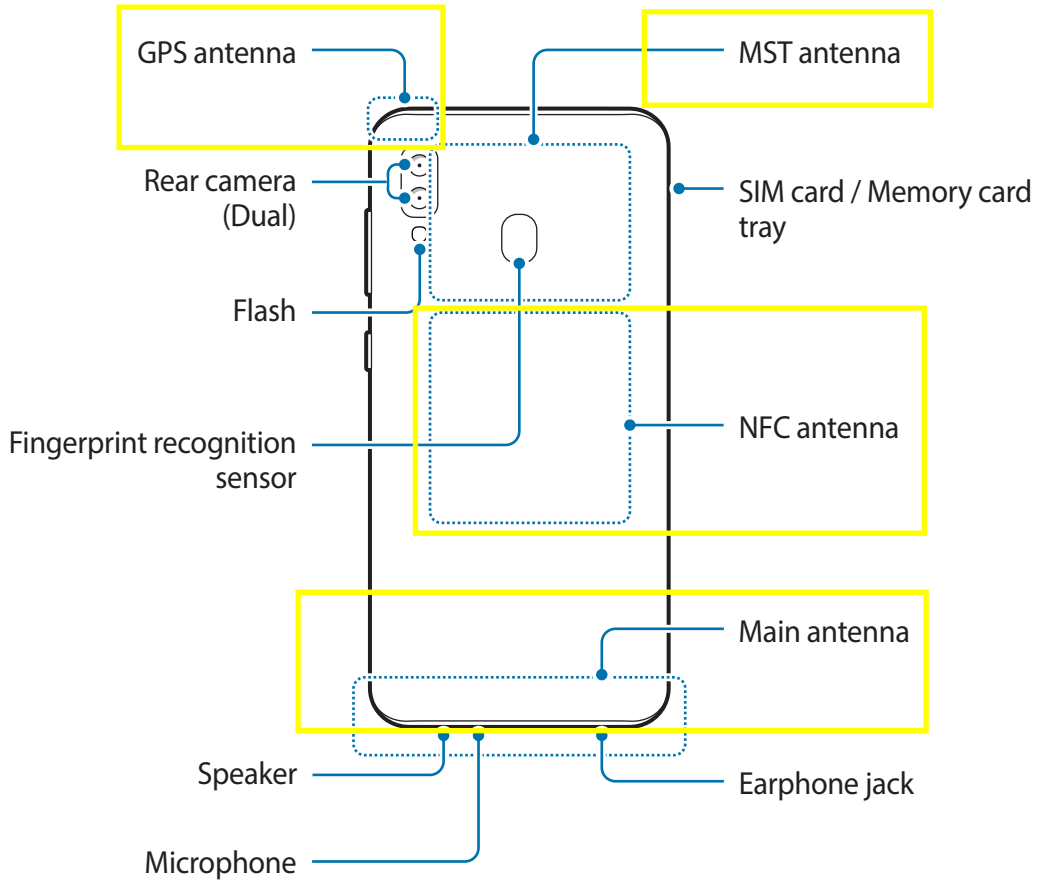 GPS antenna
MST antenna
Rear camera
(Dual)
SIM card / Memory card
tray
Flash
Fingerprint recognition
sensor
NFC antenna
Main antenna
Speaker
Earphone jack
Microphone